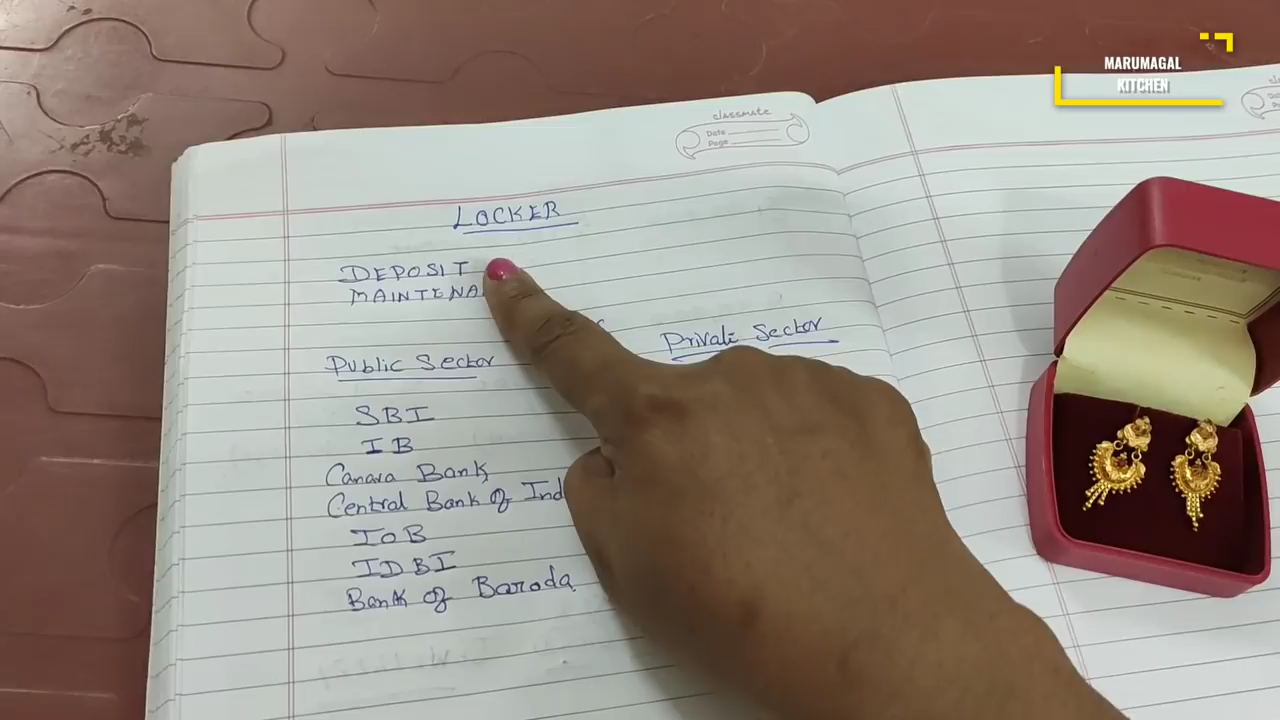 MARUMAGAL
KITCHEN
classmate
Date
Page
LOCKER
DEPOSIT
MAINTENA
Public Sector
Private Sector
SBI
IB
Canara Bank
Central Bank of Ind
IOB
IDBI
Bank of Baroda